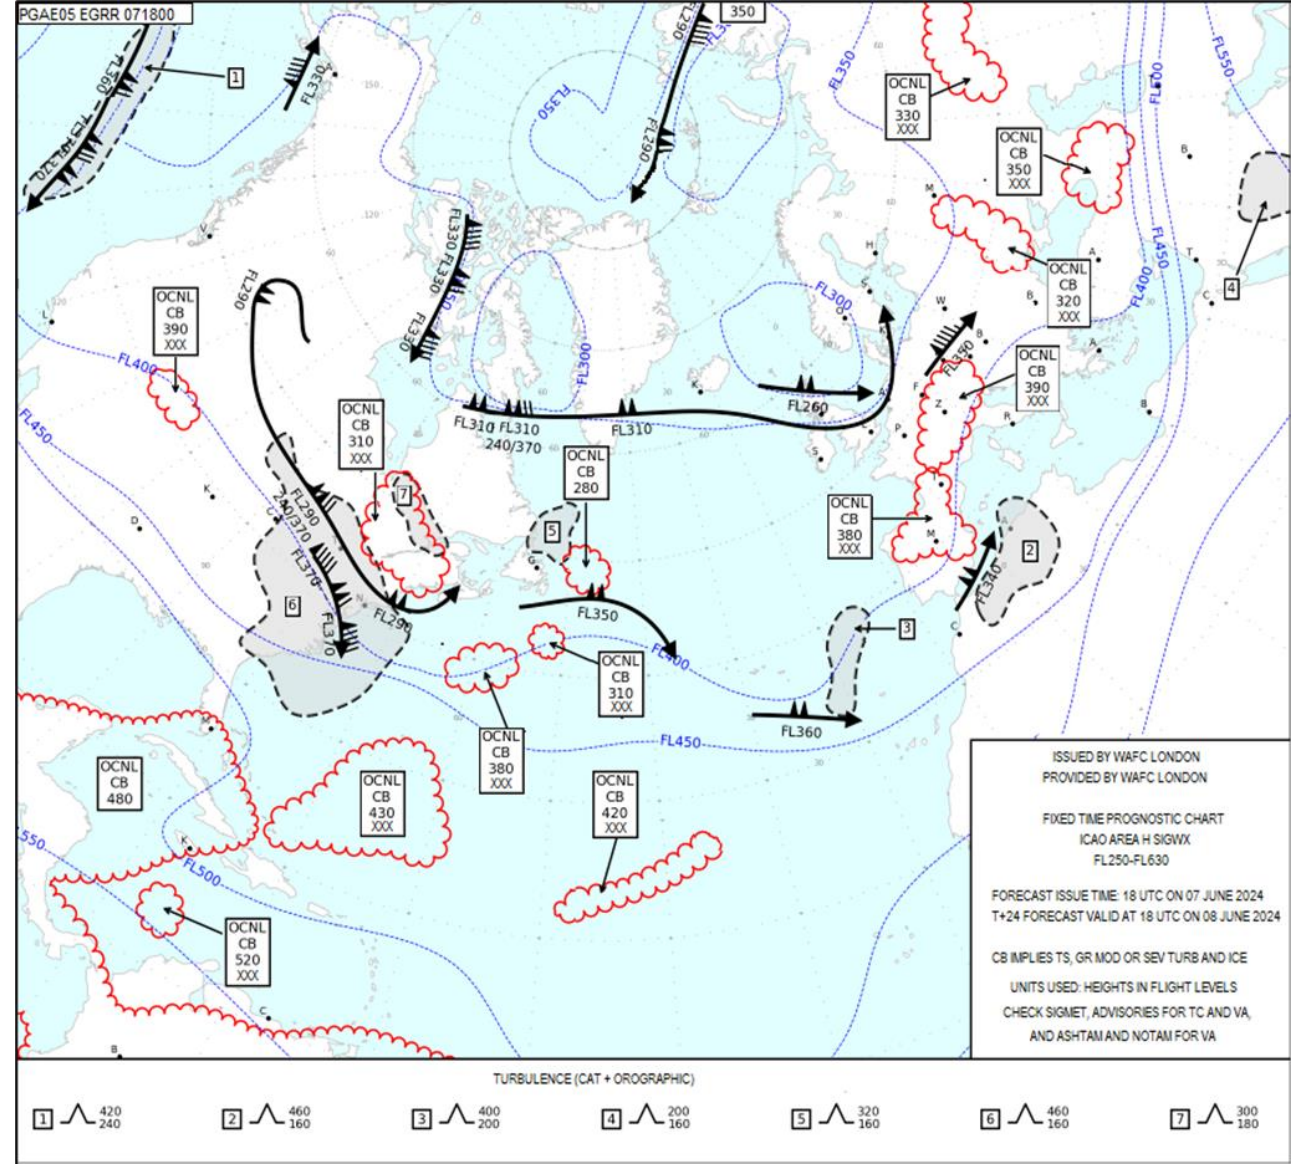 PGAE05 EGRR 071800
350
FL290
FL350
FL500
FL550
FL360
1
FL330
FL350
FL290
OCNL
CB
330
XXX
OCNL
CB
350
XXX
B
FL370
M
V
FL330
FL330
FL330
H
OCNL
CB
320
XXX
A
T
FL450
FL400
4
C
FL290
OCNL
CB
390
XXX
L
FL300
FL300
W
B
B
FL350
A
FL400
K
FL260
OCNL
CB
390
XXX
F
Z
R
B
FL310
FL310
240/370
FL310
P
S
OCNL
CB
310
XXX
FL450
OCNL
CB
280
7
K
D
FL290
240/370
OCNL
CB
380
XXX
M
A
2
5
G
FL370
FL370
6
N
FL290
FL350
FL340
C
3
FL400
OCNL
CB
310
XXX
OCNL
CB
380
XXX
FL450
FL360
M
OCNL
CB
480
OCNL
CB
430
XXX
OCNL
CB
420
XXX
K
FL500
OCNL
CB
520
XXX
C
B
120
150
60
30
ISSUED BY WAFC LONDON
PROVIDED BY WAFC LONDON
FIXED TIME PROGNOSTIC CHART
ICAO AREA H SIGWX
FL250-FL630
FORECAST ISSUE TIME: 18 UTC ON 07 JUNE 2024
T+24 FORECAST VALID AT 18 UTC ON 08 JUNE 2024
CB IMPLIES TS, GR MOD OR SEV TURB AND ICE
UNITS USED: HEIGHTS IN FLIGHT LEVELS
CHECK SIGMET, ADVISORIES FOR TC AND VA,
AND ASHTAM AND NOTAM FOR VA
TURBULENCE (CAT + OROGRAPHIC)
1 420
240
2 460
160
3 400
200
4 200
160
5 320
160
6 460
160
7 300
180